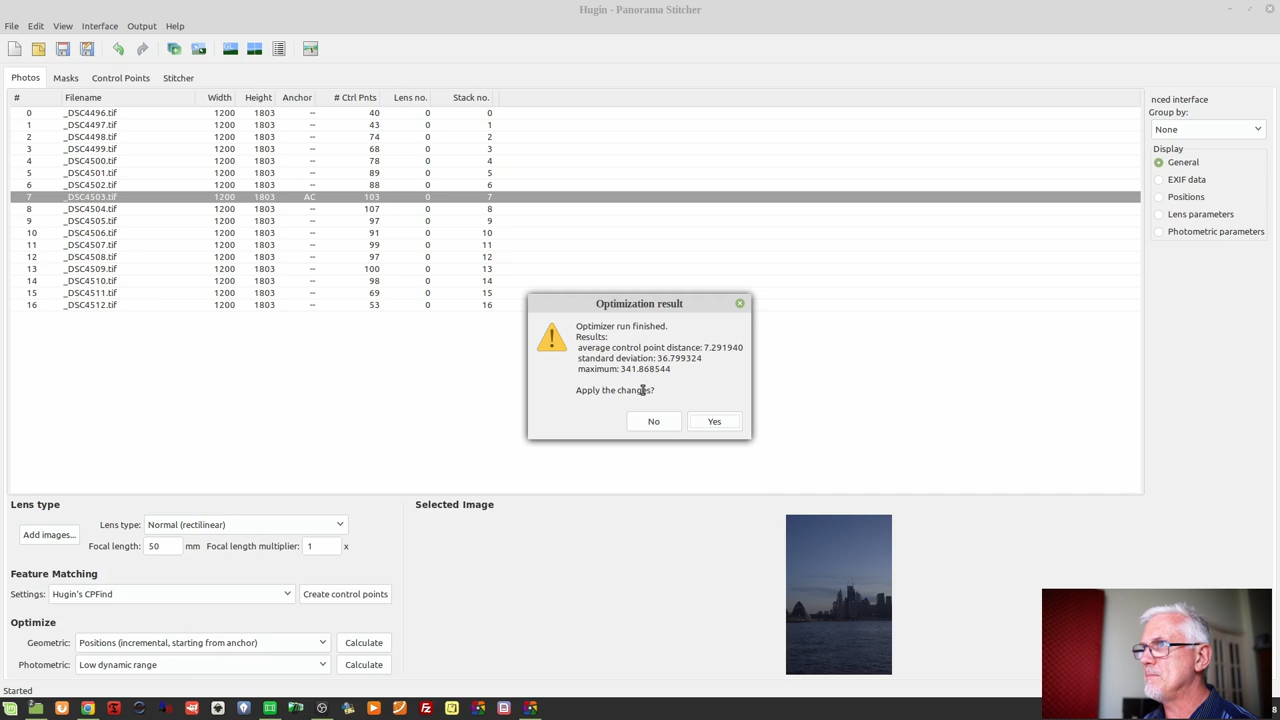 Hugin - Panorama Stitcher
File Edit View Interface Output Help
Photos Masks Control Points Stitcher
# Filename Width Height Anchor # Ctrl Pnts Lens no. Stack no.
0 _DSC4496.tif 1200 1803 -- 40 0 0
1 _DSC4497.tif 1200 1803 -- 43 0 1
2 _DSC4498.tif 1200 1803 -- 74 0 2
3 _DSC4499.tif 1200 1803 -- 68 0 3
4 _DSC4500.tif 1200 1803 -- 78 0 4
5 _DSC4501.tif 1200 1803 -- 89 0 5
6 _DSC4502.tif 1200 1803 -- 88 0 6
7 _DSC4503.tif 1200 1803 AC 103 0 7
8 _DSC4504.tif 1200 1803 -- 107 0 8
9 _DSC4505.tif 1200 1803 -- 97 0 9
10 _DSC4506.tif 1200 1803 -- 91 0 10
11 _DSC4507.tif 1200 1803 -- 99 0 11
12 _DSC4508.tif 1200 1803 -- 97 0 12
13 _DSC4509.tif 1200 1803 -- 100 0 13
14 _DSC4510.tif 1200 1803 -- 98 0 14
15 _DSC4511.tif 1200 1803 -- 69 0 15
16 _DSC4512.tif 1200 1803 -- 53 0 16
nced interface
Group by:
None
Display
General
EXIF data
Positions
Lens parameters
Photometric parameters
Optimization result
Optimizer run finished.
Results:
average control point distance: 7.291940
standard deviation: 36.799324
maximum: 341.868544
Apply the changes?
No Yes
Lens type
Add images...
Lens type: Normal (rectilinear)
Focal length: 50 mm Focal length multiplier: 1 x
Feature Matching
Settings: Hugin's CPFind Create control points
Optimize
Geometric: Positions (incremental, starting from anchor) Calculate
Photometric: Low dynamic range Calculate
Selected Image
Started